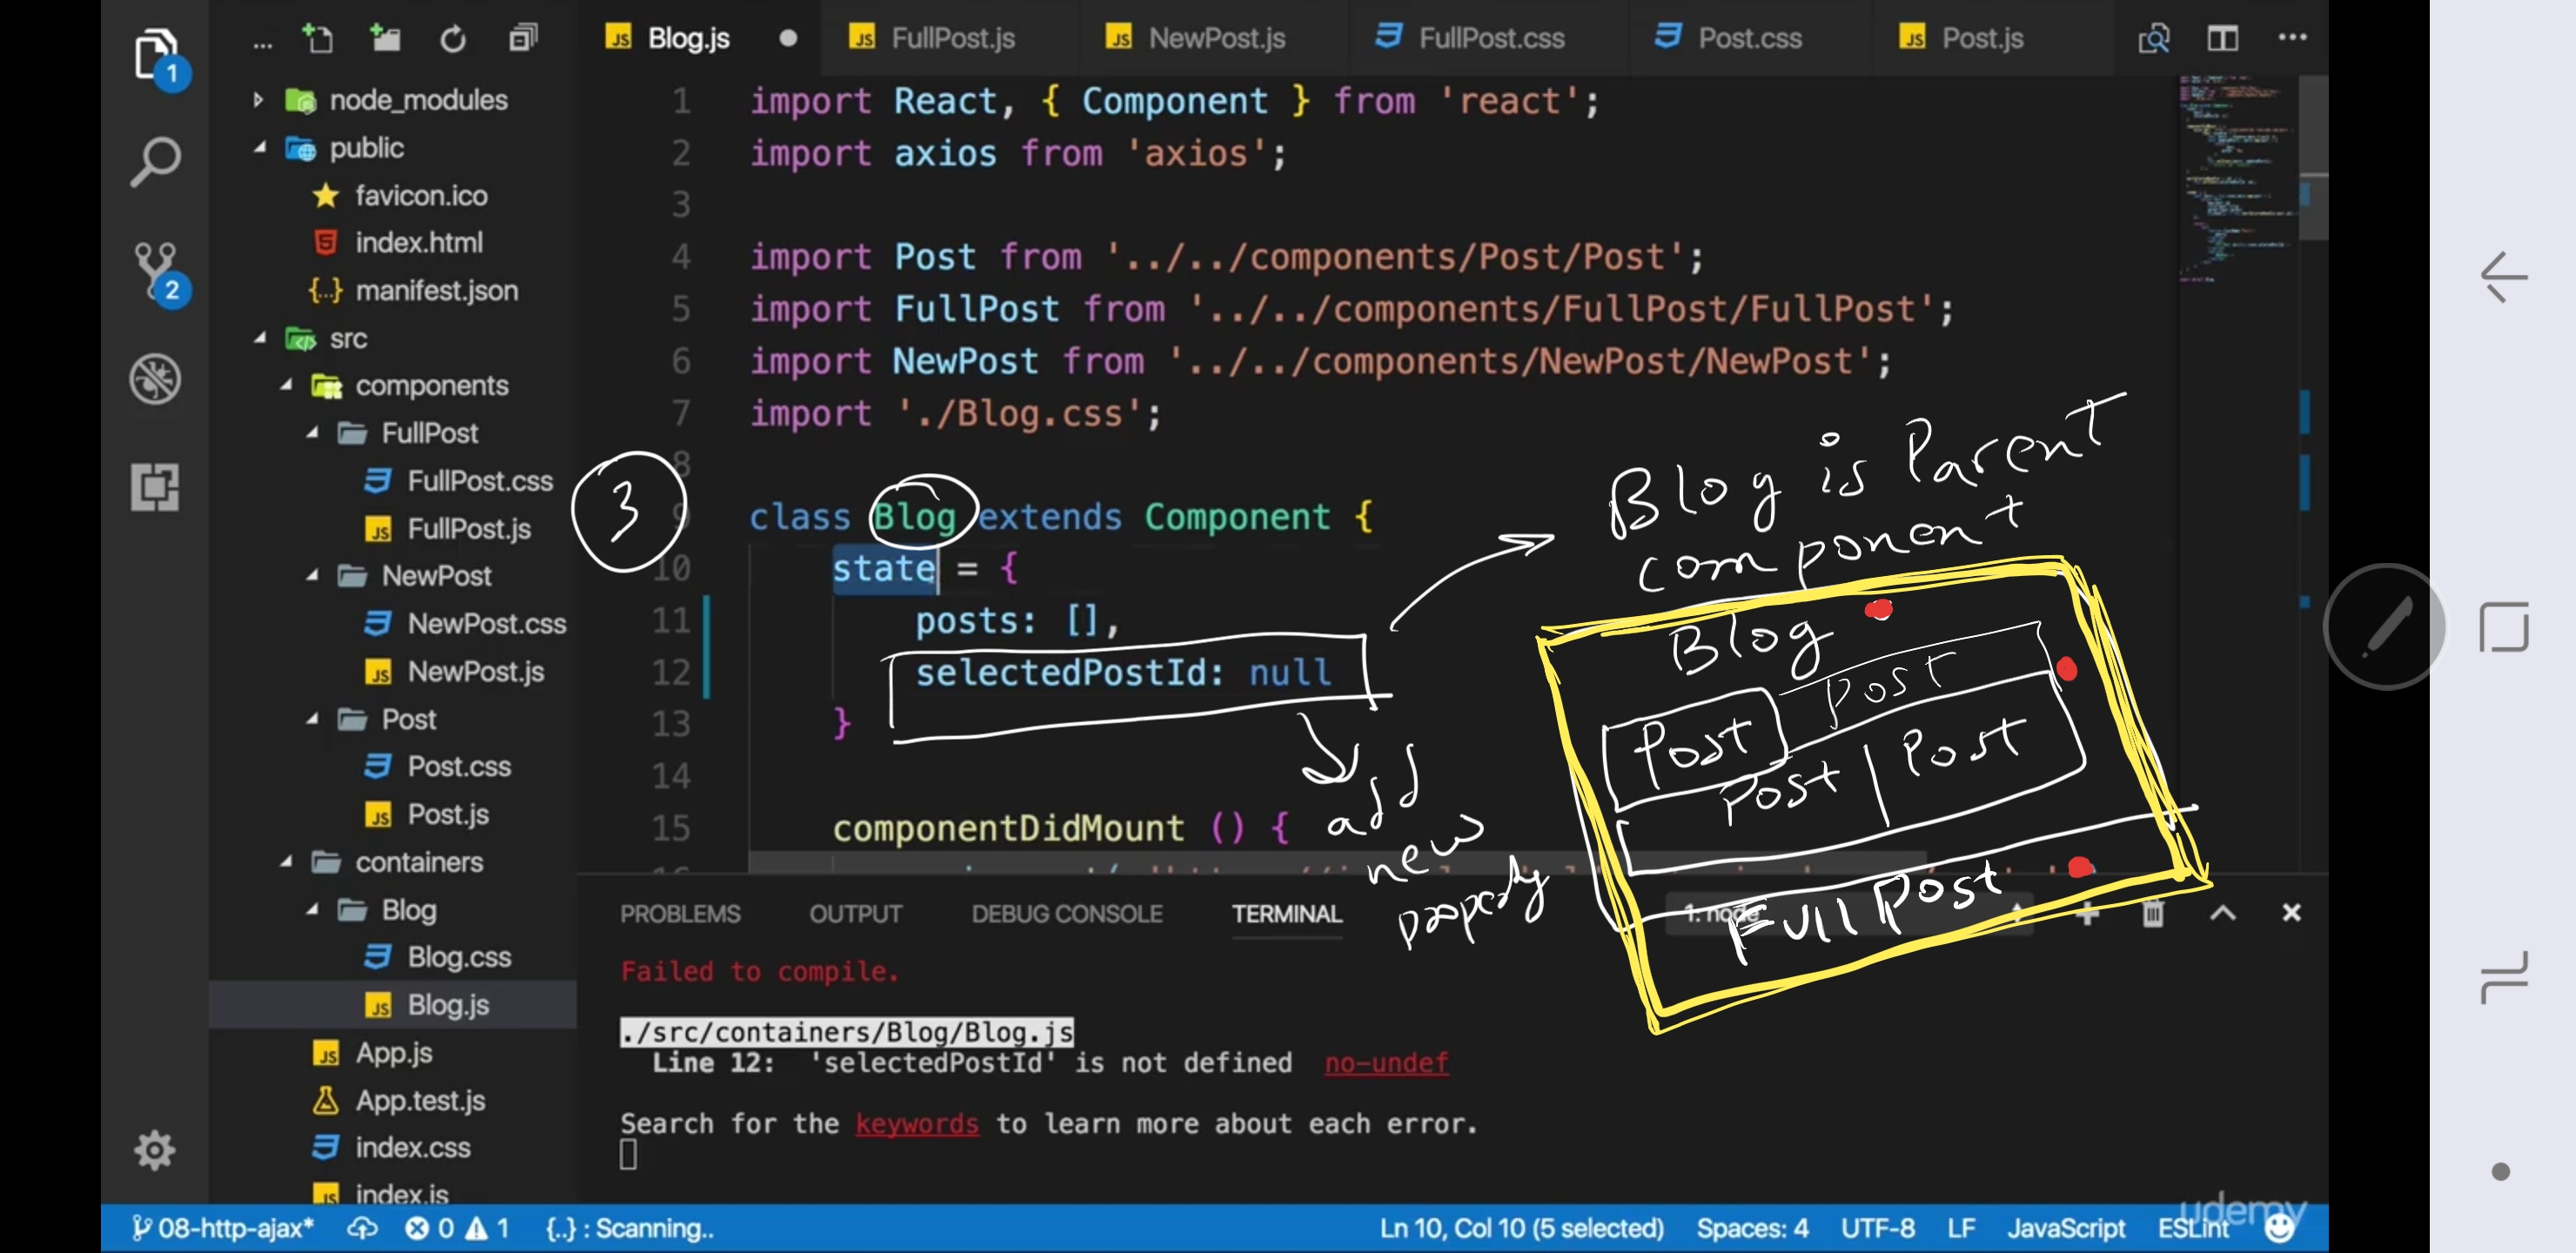 ...
Blog.js
FullPost.js
NewPost.js
FullPost.css
Post.css
Post.js
1
2
node_modules
public
favicon.ico
index.html
manifest.json
src
components
FullPost
FullPost.css
FullPost.js
NewPost
NewPost.css
NewPost.js
Post
Post.css
Post.js
containers
Blog
Blog.css
Blog.js
App.js
App.test.js
index.css
index.js
1 import React, { Component } from 'react';
2 import axios from 'axios';
3
4 import Post from '../../components/Post/Post';
5 import FullPost from '../../components/FullPost/FullPost';
6 import NewPost from '../../components/NewPost/NewPost';
7 import './Blog.css';
8
9 class Blog extends Component {
10 state = {
11 posts: [],
12 selectedPostId: null
13 }
14
15 componentDidMount () {
3
Blog is Parent
component
add
new
property
Blog
Post Post
Post | Post
Full Post
PROBLEMS OUTPUT DEBUG CONSOLE TERMINAL 1: node
Failed to compile.
./src/containers/Blog/Blog.js
Line 12: 'selectedPostId' is not defined no-undef
Search for the keywords to learn more about each error.
udemy
08-http-ajax* 0 1 {..} : Scanning.. Ln 10, Col 10 (5 selected) Spaces: 4 UTF-8 LF JavaScript ESLint